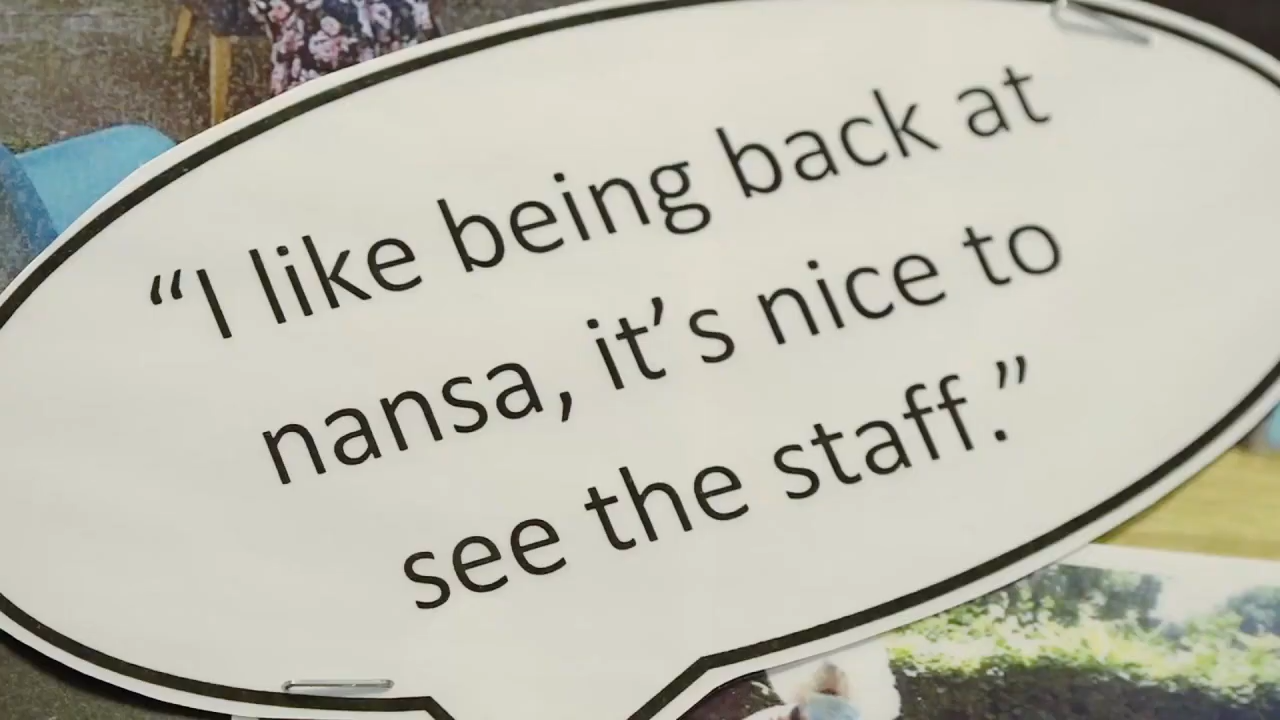 “I like being back at
nansa, it’s nice to
see the staff.”